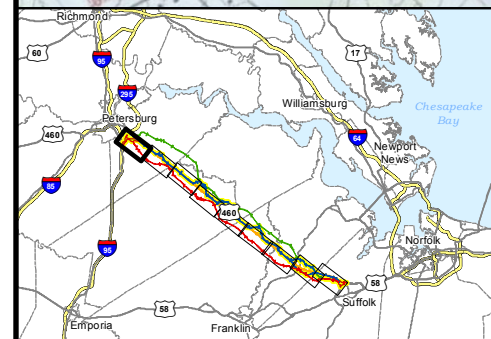 Richmond
60
95
17
295
Williamsburg
Chesapeake
Bay
Petersburg
460
64
Newport
News
85
460
95
Norfolk
58
Suffolk
58
Emporia
Franklin